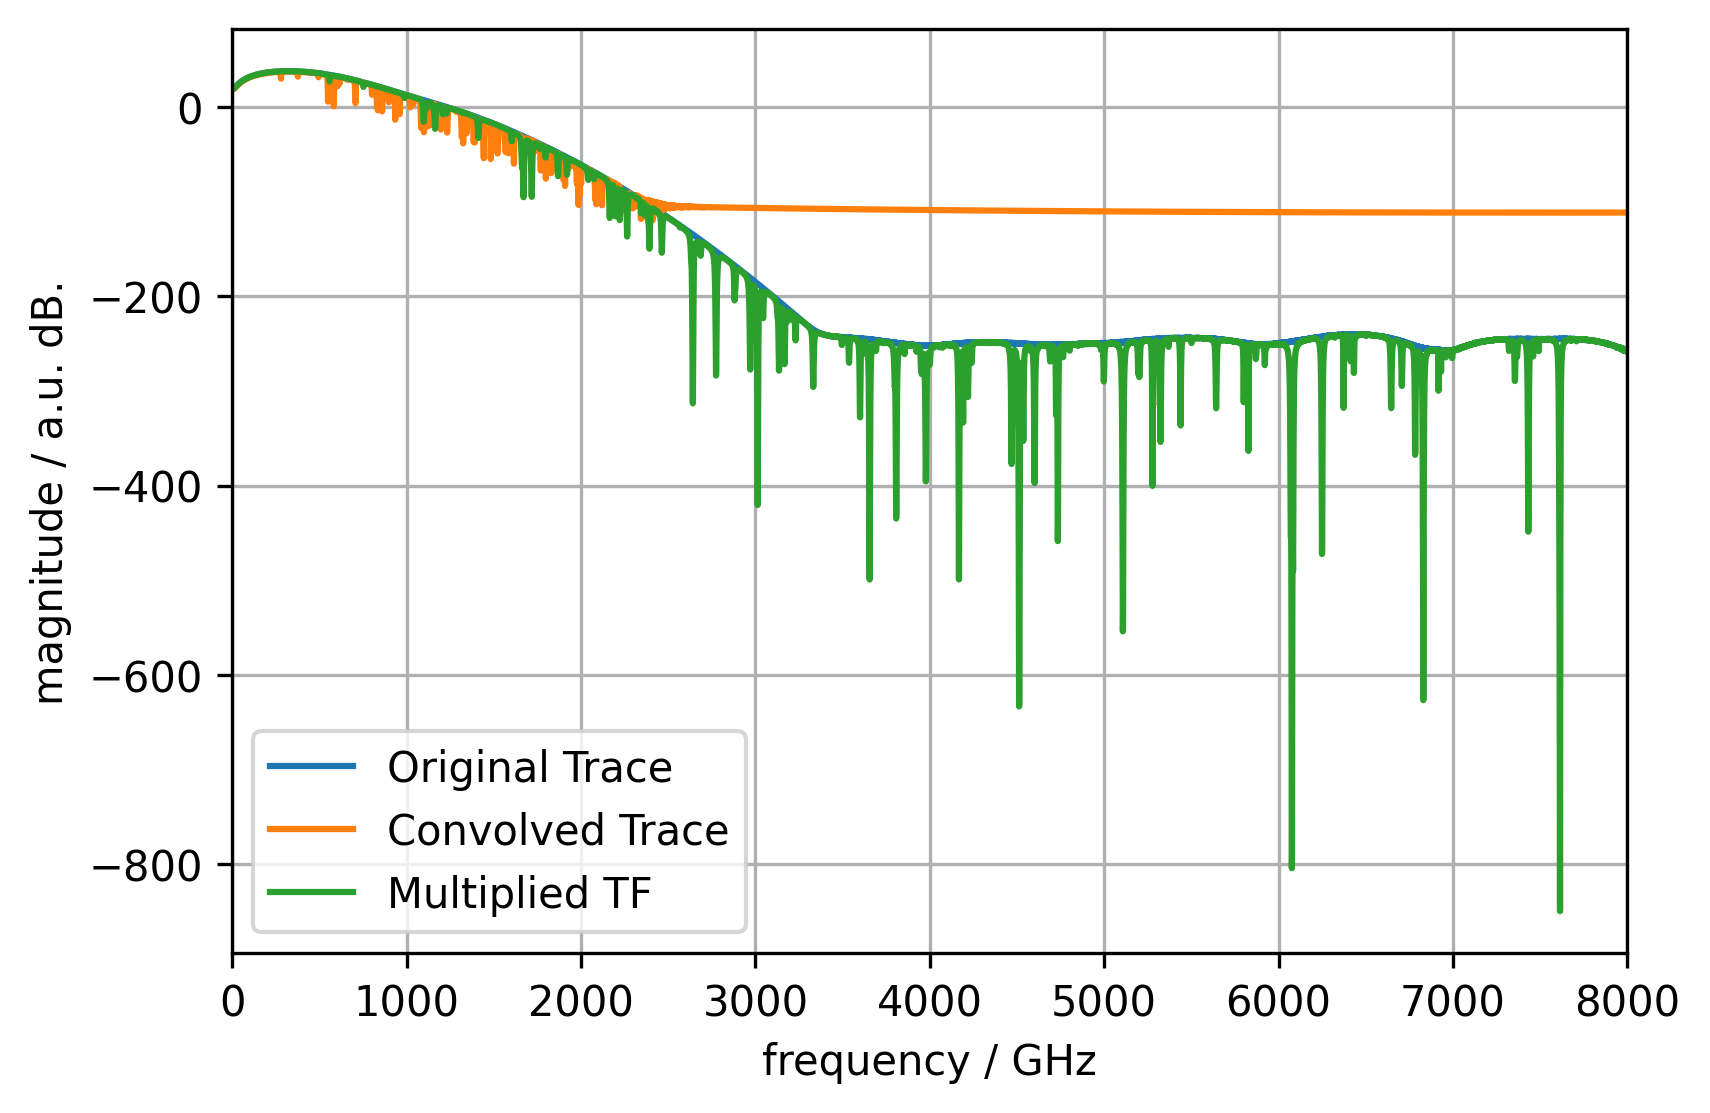 magnitude / a.u. dB.
0
−200
−400
−600
−800
Original Trace
Convolved Trace
Multiplied TF
0 1000 2000 3000 4000 5000 6000 7000 8000
frequency / GHz